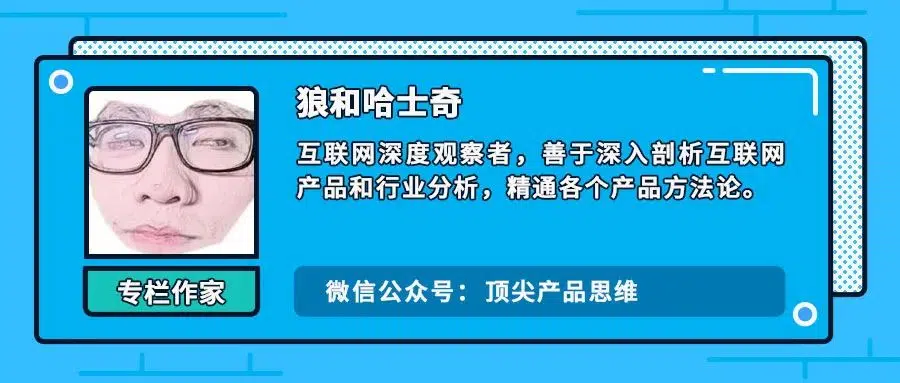 狼和哈士奇
互联网深度观察者，善于深入剖析互联网
产品和行业分析，精通各个产品方法论。
专栏作家
微信公众号：顶尖产品思维